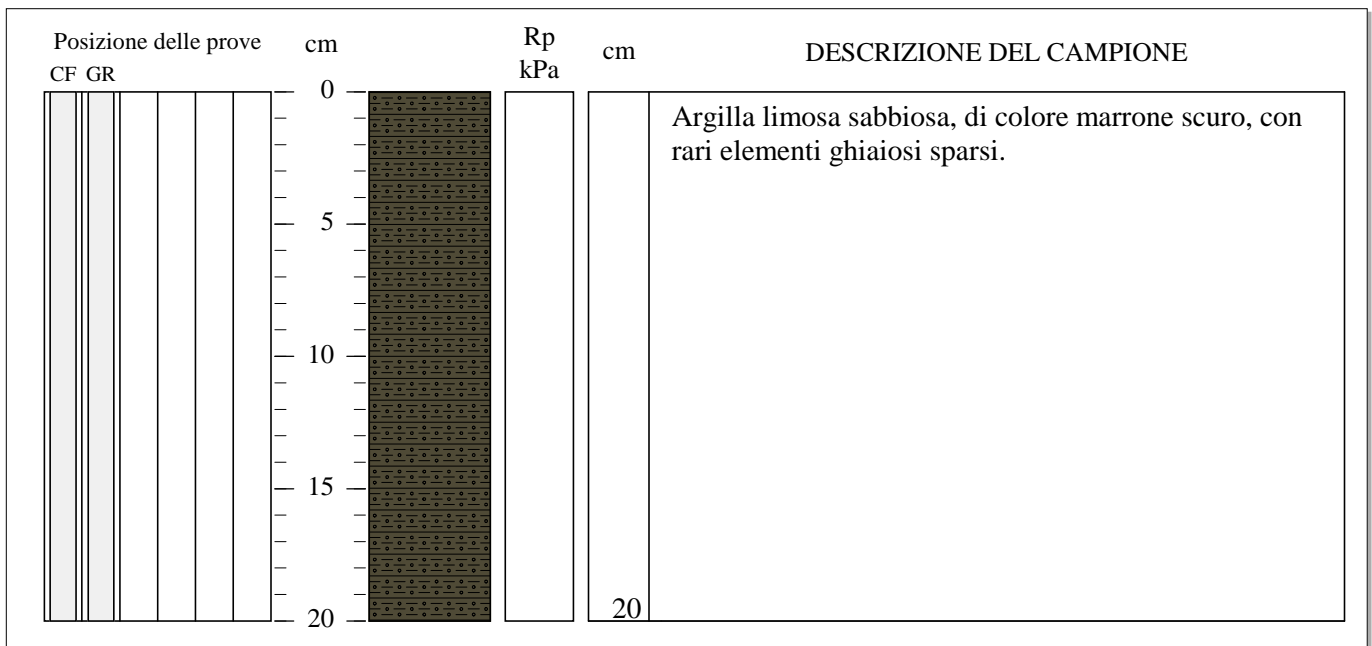 Posizione delle prove
cm
Rp
kPa
cm
DESCRIZIONE DEL CAMPIONE
CF GR
0
5
10
15
20
20
Argilla limosa sabbiosa, di colore marrone scuro, con
rari elementi ghiaiosi sparsi.